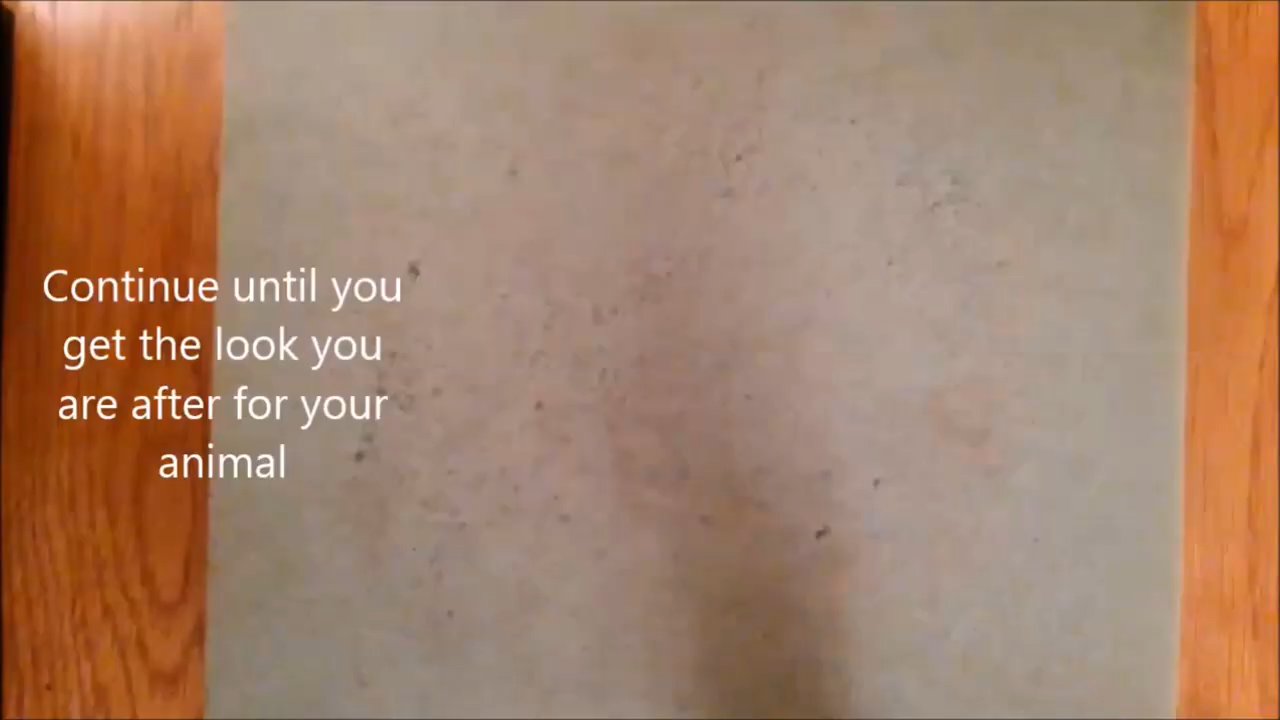 Continue until you
get the look you
are after for your
animal